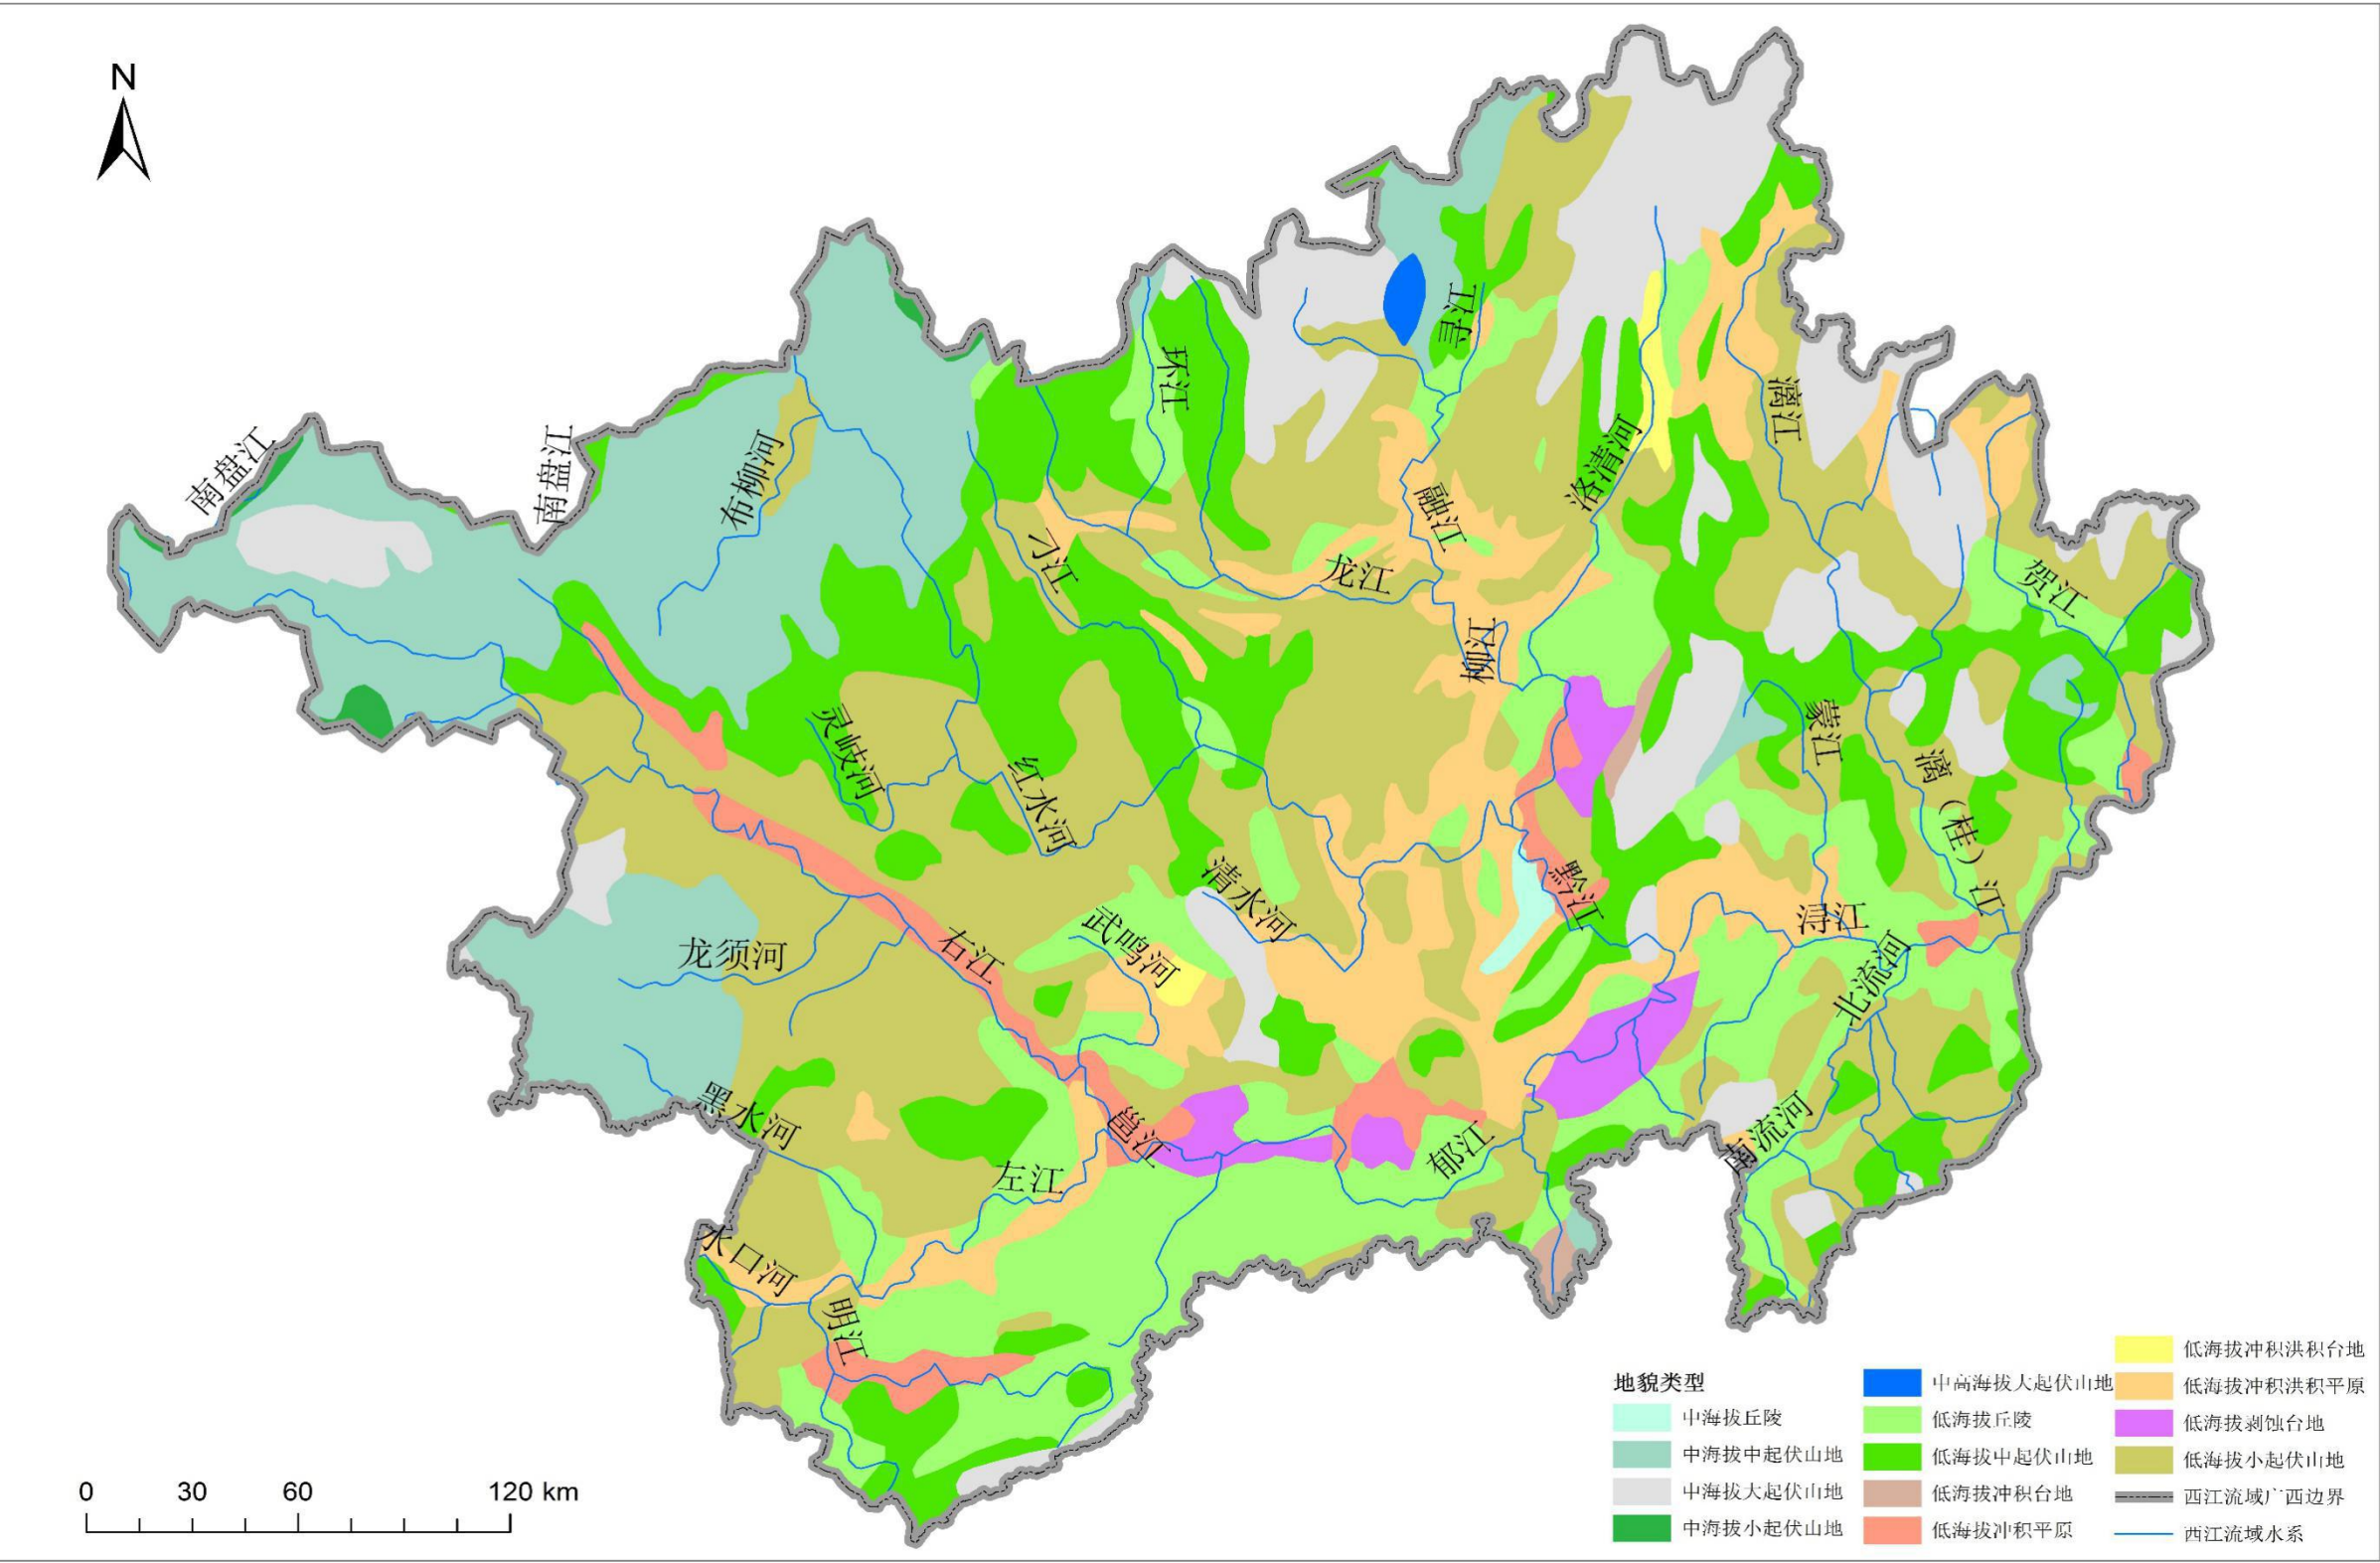 N
南盘江
南盘江
布柳河
环江
寻江
漓江
洛清河
融江
刁江
龙江
贺江
柳江
灵岐河
红水河
蒙江
漓（桂）江
清水河
黔江
武鸣河
右江
龙须河
浔江
北流河
黑水河
邕江
郁江
左江
南流河
水口河
明江
地貌类型
中海拔丘陵
中海拔中起伏山地
中海拔大起伏山地
中海拔小起伏山地
中高海拔大起伏山地
低海拔丘陵
低海拔中起伏山地
低海拔冲积台地
低海拔冲积平原
低海拔冲积洪积台地
低海拔冲积洪积平原
低海拔剥蚀台地
低海拔小起伏山地
西江流域广西边界
西江流域水系
0 30 60 120 km